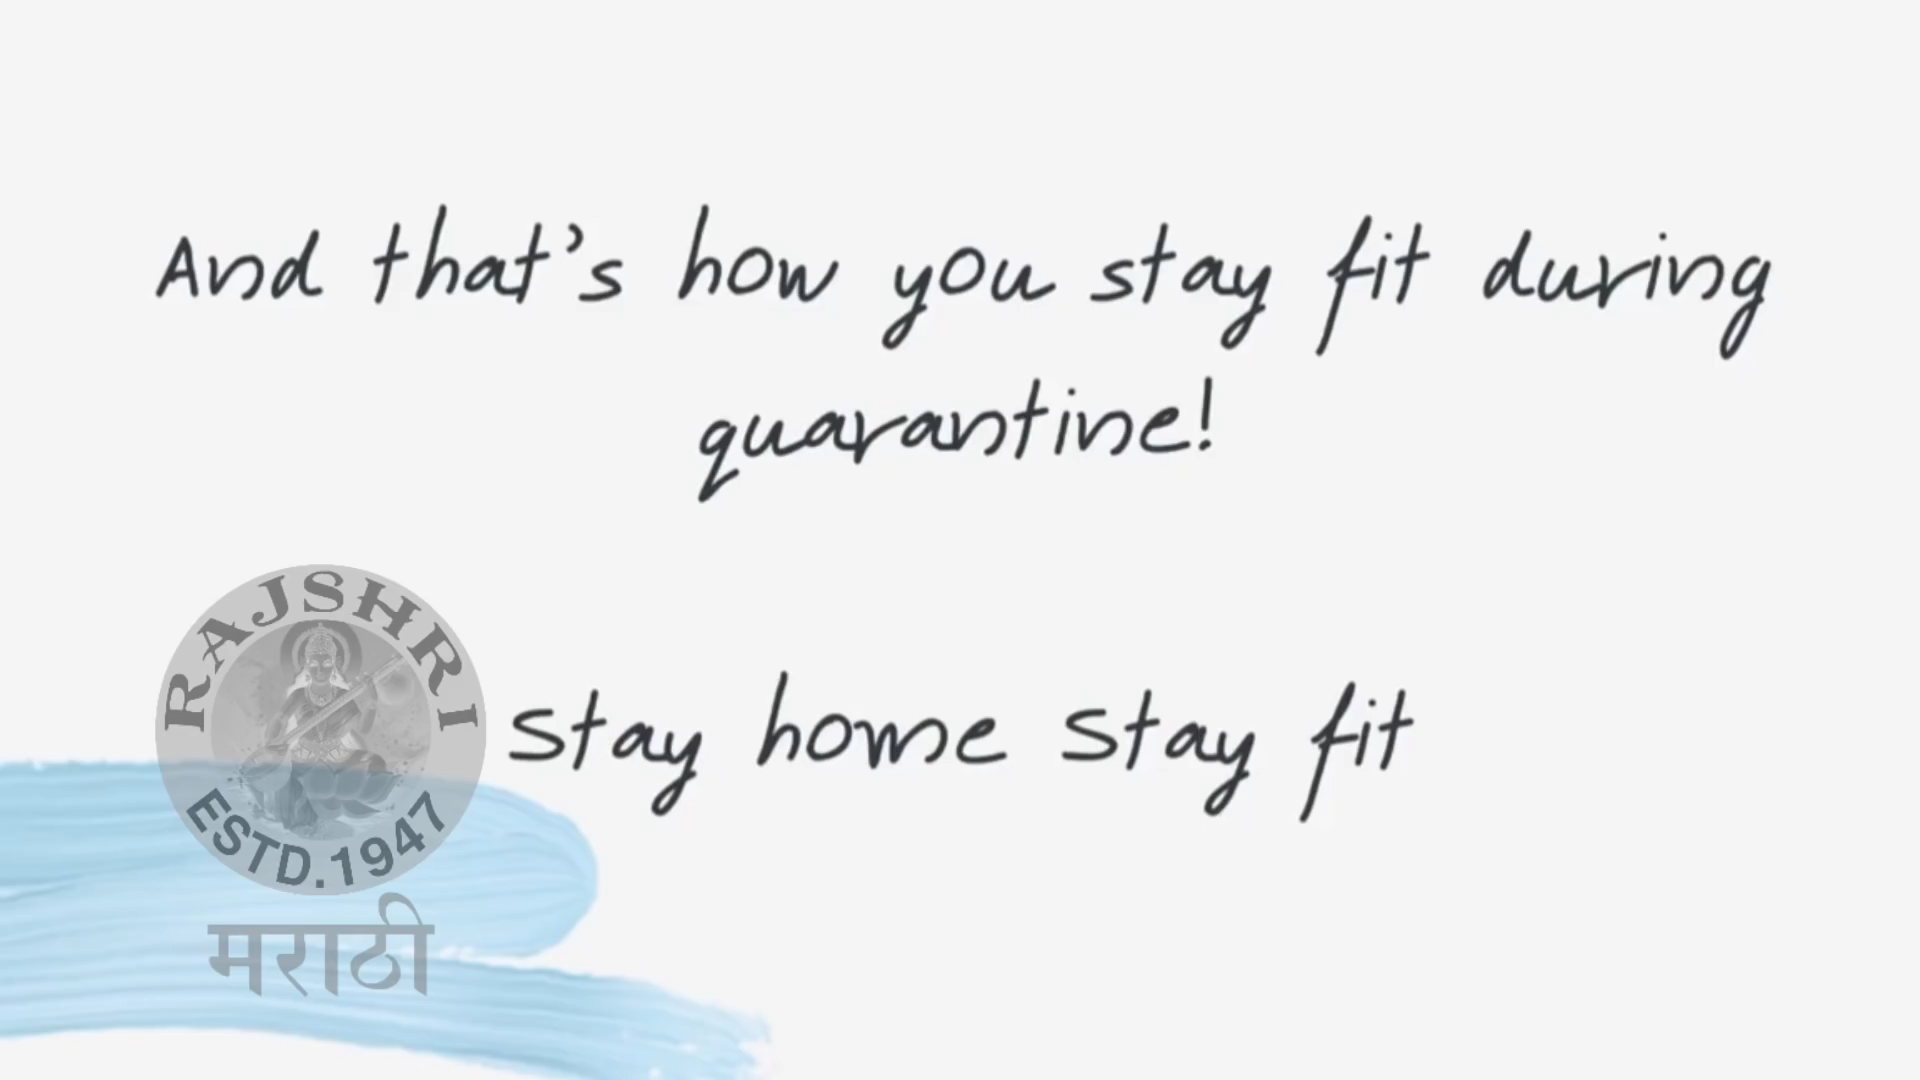 And that's how you stay fit during
quarantine!
RAJSHRI
Stay home Stay fit
ESTD.1947
मराठी